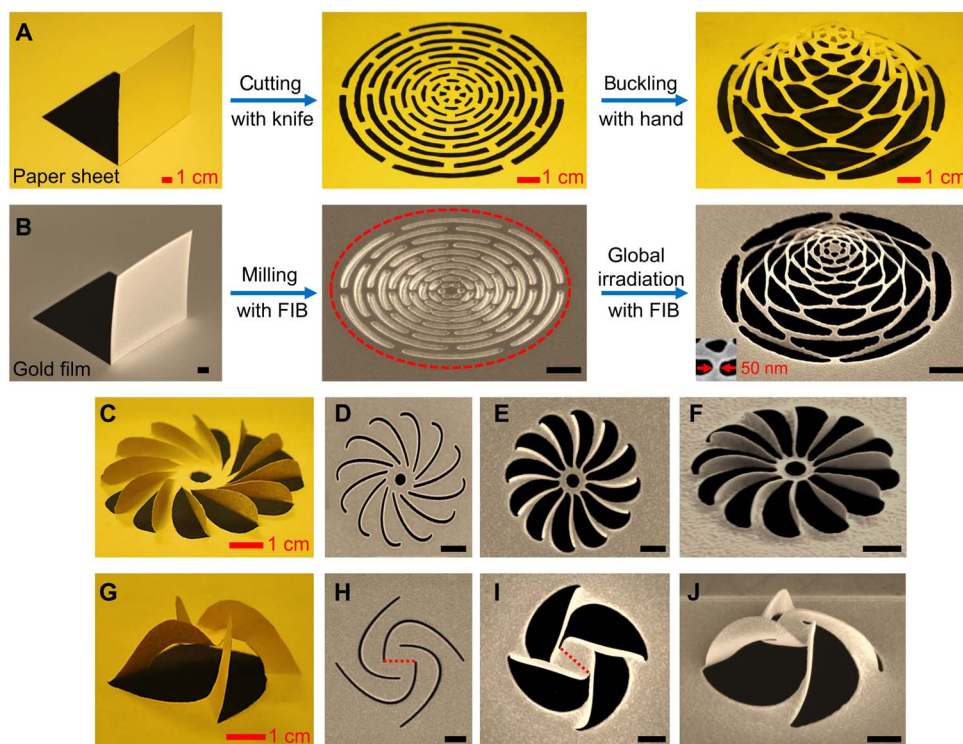 A
Paper sheet
1 cm
Cutting
with knife
1 cm
Buckling
with hand
1 cm
B
Gold film
Milling
with FIB
Global
irradiation
with FIB
50 nm
C
1 cm
D
E
F
G
1 cm
H
I
J